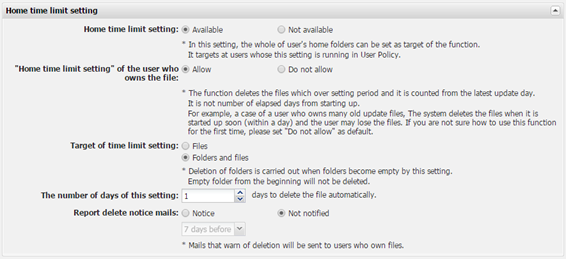 Home time limit setting
Home time limit setting: Available Not available
* In this setting, the whole of user's home folders can be set as target of the function.
It targets at users whose this setting is running in User Policy.
"Home time limit setting" of the user who owns the file: Allow Do not allow
* The function deletes the files which over setting period and it is counted from the latest update day.
It is not number of elapsed days from starting up.
For example, a case of a user who owns many old update files, The system deletes the files when it is
started up soon (within a day) and the user may lose the files. If you are not sure how to use this function
for the first time, please set "Do not allow" as default.
Target of time limit setting: Files
Folders and files
* Deletion of folders is carried out when folders become empty by this setting.
Empty folder from the beginning will not be deleted.
The number of days of this setting: 1 days to delete the file automatically.
Report delete notice mails: Notice Not notified
7 days before
* Mails that warn of deletion will be sent to users who own files.